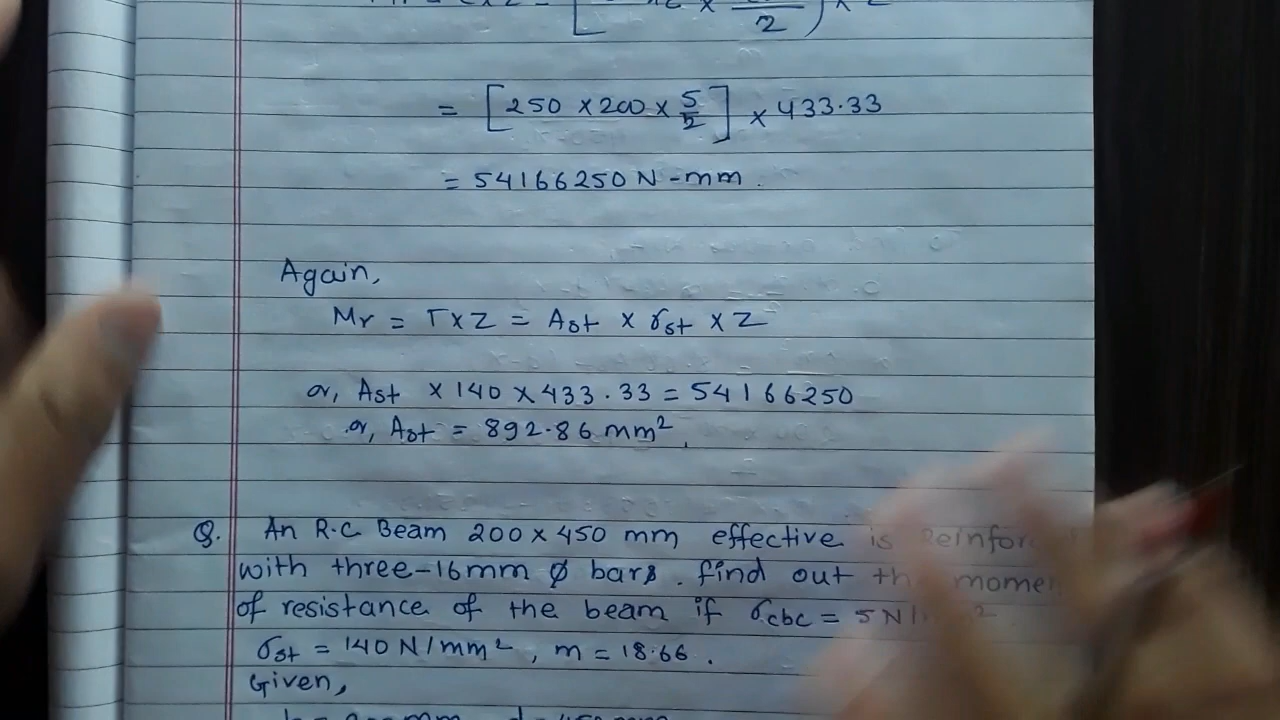 = [250 × 200 × 5/2] × 433.33
= 54166250 N-mm.
Again,
Mr = T×Z = Ast × σst × Z
or, Ast × 140 × 433.33 = 54166250
or, Ast = 892.86 mm²,
Q. An R.C Beam 200 × 450 mm effective is
with three-16mm ϕ bars. find out
of resistance of the beam if σcbc = 5N/
σst = 140 N/mm², m = 18.66.
Given,